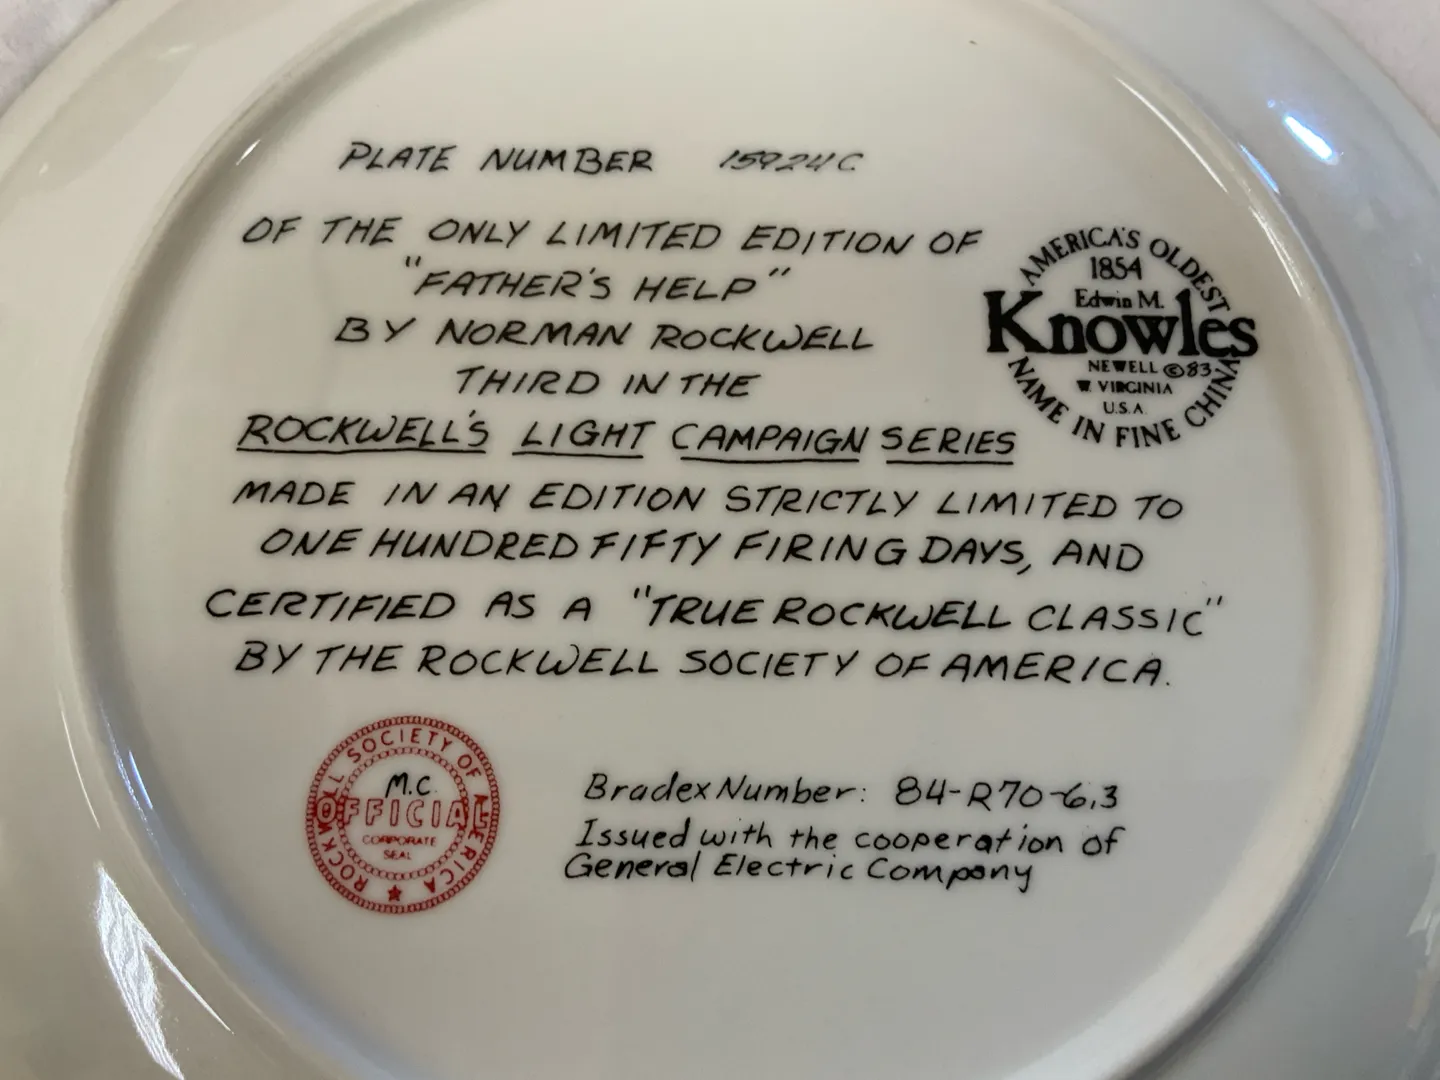 PLATE NUMBER 15924C
OF THE ONLY LIMITED EDITION OF
"FATHER'S HELP"
BY NORMAN ROCKWELL
THIRD IN THE
ROCKWELL'S LIGHT CAMPAIGN SERIES
MADE IN AN EDITION STRICTLY LIMITED TO
ONE HUNDRED FIFTY FIRING DAYS, AND
CERTIFIED AS A "TRUE ROCKWELL CLASSIC"
BY THE ROCKWELL SOCIETY OF AMERICA.
AMERICA'S OLDEST
1854
Edwin M.
Knowles
NEWELL ©83
W. VIRGINIA
U.S.A.
NAME IN FINE CHINA
ROCKWELL SOCIETY OF AMERICA
M.C.
OFFICIAL
CORPORATE
SEAL
Bradex Number: 84-R70-6.3
Issued with the cooperation of
General Electric Company